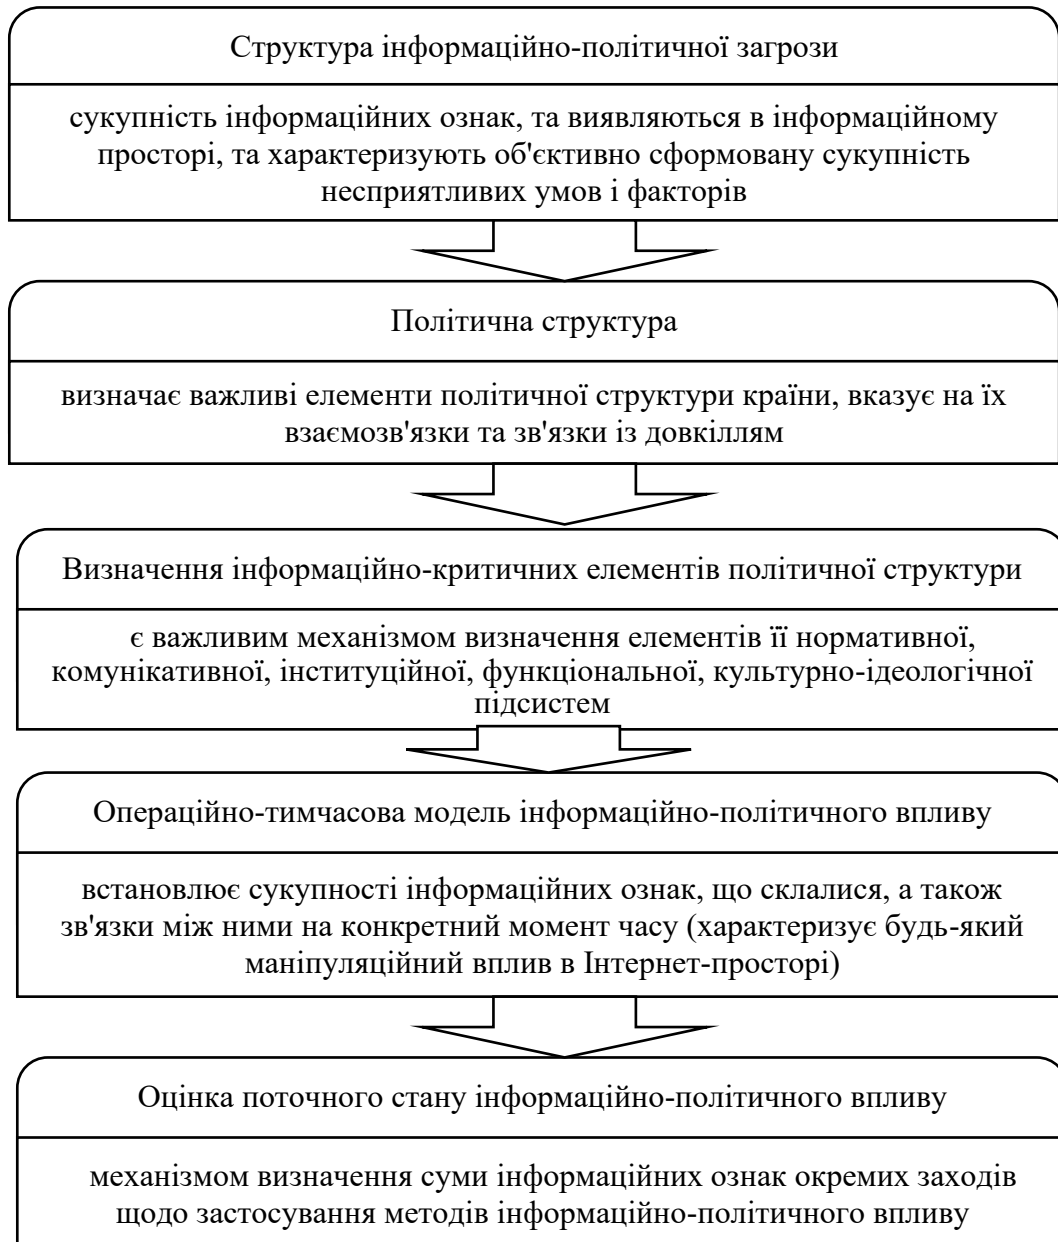 Структура інформаційно-політичної загрози
сукупність інформаційних ознак, та виявляються в інформаційному
просторі, та характеризують об'єктивно сформовану сукупність
несприятливих умов і факторів
Політична структура
визначає важливі елементи політичної структури країни, вказує на їх
взаємозв'язки та зв'язки із довкіллям
Визначення інформаційно-критичних елементів політичної структури
є важливим механізмом визначення елементів її нормативної,
комунікативної, інституційної, функціональної, культурно-ідеологічної
підсистем
Операційно-тимчасова модель інформаційно-політичного впливу
встановлює сукупності інформаційних ознак, що склалися, а також
зв'язки між ними на конкретний момент часу (характеризує будь-який
маніпуляційний вплив в Інтернет-просторі)
Оцінка поточного стану інформаційно-політичного впливу
механізмом визначення суми інформаційних ознак окремих заходів
щодо застосування методів інформаційно-політичного впливу